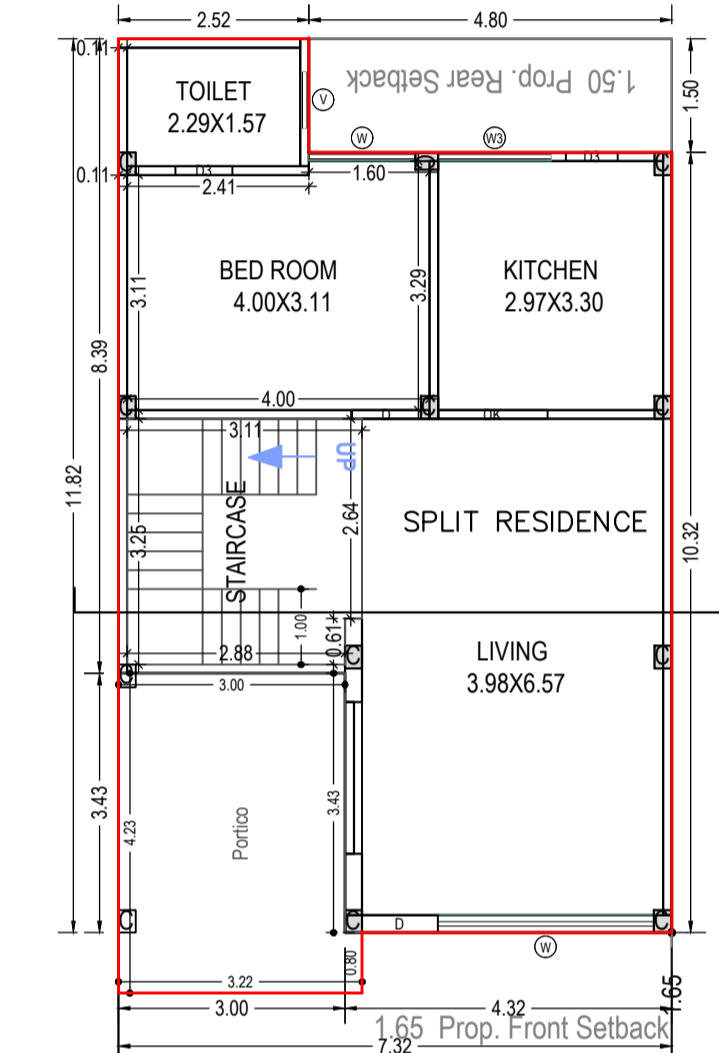 2.52
4.80
0.11
TOILET
2.29X1.57
V
1.50 Prop. Rear Setback
1.50
W
W3
C
D3
D3
C
C
0.11
2.41
1.60
BED ROOM
4.00X3.11
KITCHEN
2.97X3.30
3.11
3.29
8.39
4.00
C
C
C
D
DK
3.11
UP
11.82
STAIRCASE
3.25
2.64
SPLIT RESIDENCE
10.32
1.00
0.61
2.88
C
C
LIVING
3.98X6.57
C
3.00
3.43
4.23
Portico
3.43
C
C
D
C
W
0.80
3.22
1.65
3.00
4.32
1.65 Prop. Front Setback
7.32